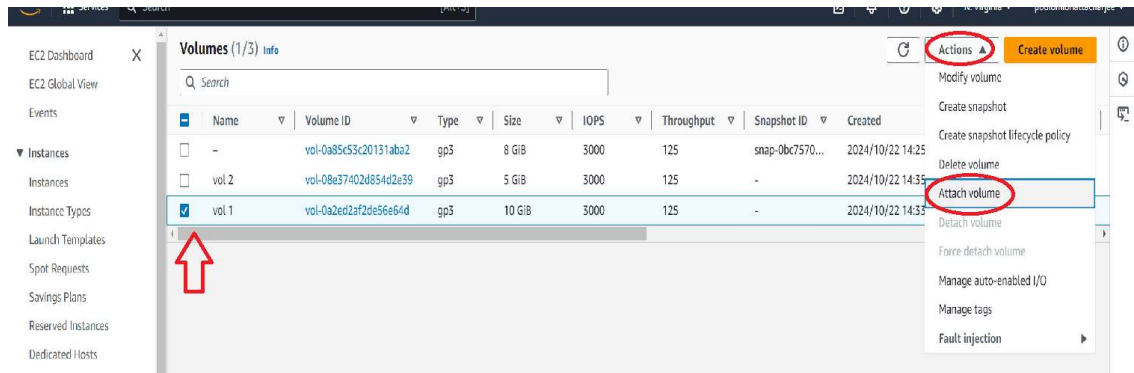 Services Search [Alt+S] N. Virginia
EC2 Dashboard X
EC2 Global View
Events
Instances
Instances
Instance Types
Launch Templates
Spot Requests
Savings Plans
Reserved Instances
Dedicated Hosts
Volumes (1/3) Info
Actions Create volume
Search
Name Volume ID Type Size IOPS Throughput Snapshot ID Created
– vol-0a85c53c20131aba2 gp3 8 GiB 3000 125 snap-0bc7570... 2024/10/22 14:25
vol 2 vol-08e37402d854d2e39 gp3 5 GiB 3000 125 - 2024/10/22 14:35
vol 1 vol-0a2ed2af2de56e64d gp3 10 GiB 3000 125 - 2024/10/22 14:33
Modify volume
Create snapshot
Create snapshot lifecycle policy
Delete volume
Attach volume
Detach volume
Force detach volume
Manage auto-enabled I/O
Manage tags
Fault injection